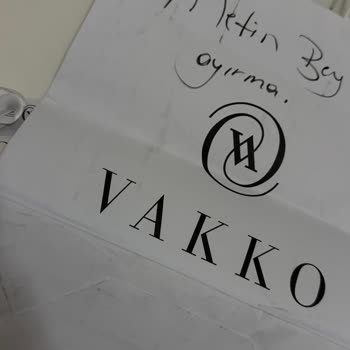 Metin Bey
ayırma.
VAKKO